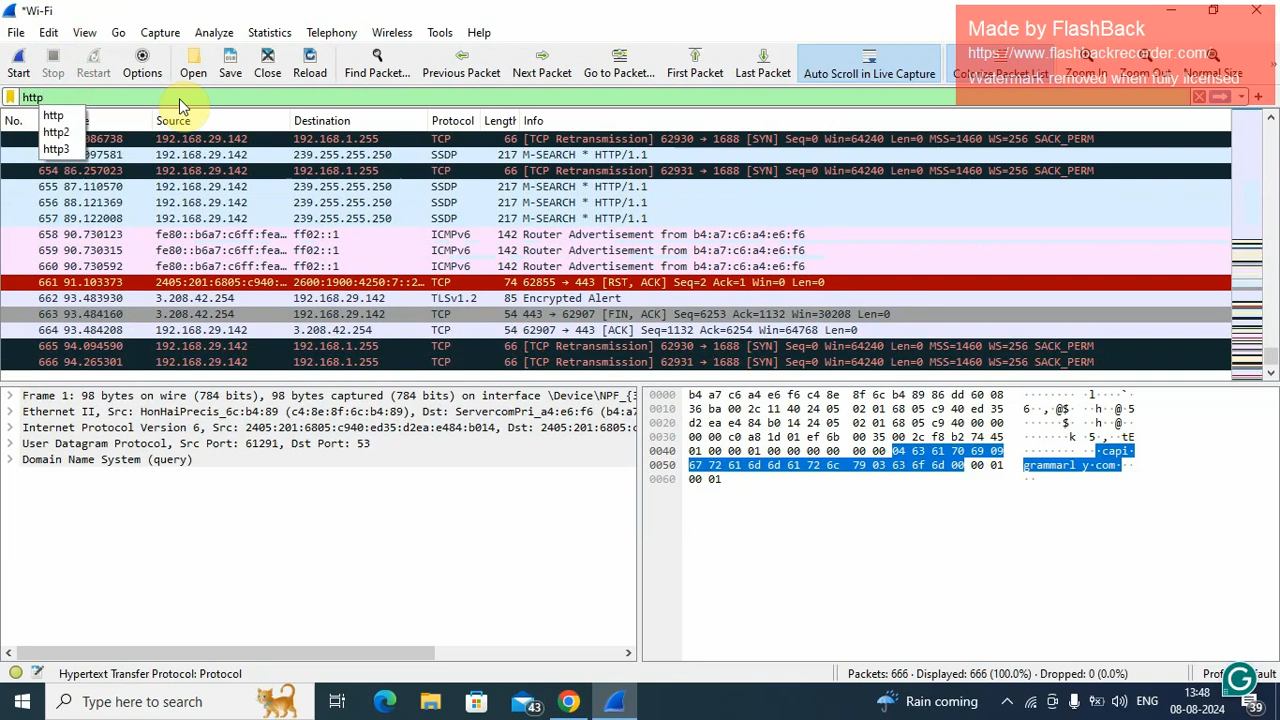 *Wi-Fi
File Edit View Go Capture Analyze Statistics Telephony Wireless Tools Help
Made by FlashBack
https://www.flashbackrecorder.com
Watermark removed when fully licensed
Start Stop Restart Options Open Save Close Reload Find Packet... Previous Packet Next Packet Go to Packet... First Packet Last Packet Auto Scroll in Live Capture Colorize Packet List Zoom In Zoom Out Normal Size
http
http
http2
http3
No. Source Destination Protocol Length Info
086738 192.168.29.142 192.168.1.255 TCP 66 [TCP Retransmission] 62930 → 1688 [SYN] Seq=0 Win=64240 Len=0 MSS=1460 WS=256 SACK_PERM
097581 192.168.29.142 239.255.255.250 SSDP 217 M-SEARCH * HTTP/1.1
654 86.257023 192.168.29.142 192.168.1.255 TCP 66 [TCP Retransmission] 62931 → 1688 [SYN] Seq=0 Win=64240 Len=0 MSS=1460 WS=256 SACK_PERM
655 87.110570 192.168.29.142 239.255.255.250 SSDP 217 M-SEARCH * HTTP/1.1
656 88.121369 192.168.29.142 239.255.255.250 SSDP 217 M-SEARCH * HTTP/1.1
657 89.122008 192.168.29.142 239.255.255.250 SSDP 217 M-SEARCH * HTTP/1.1
658 90.730123 fe80::b6a7:c6ff:fea… ff02::1 ICMPv6 142 Router Advertisement from b4:a7:c6:a4:e6:f6
659 90.730315 fe80::b6a7:c6ff:fea… ff02::1 ICMPv6 142 Router Advertisement from b4:a7:c6:a4:e6:f6
660 90.730592 fe80::b6a7:c6ff:fea… ff02::1 ICMPv6 142 Router Advertisement from b4:a7:c6:a4:e6:f6
661 91.103373 2405:201:6805:c940:… 2600:1900:4250:7::2… TCP 74 62855 → 443 [RST, ACK] Seq=2 Ack=1 Win=0 Len=0
662 93.483930 3.208.42.254 192.168.29.142 TLSv1.2 85 Encrypted Alert
663 93.484160 3.208.42.254 192.168.29.142 TCP 54 443 → 62907 [FIN, ACK] Seq=6253 Ack=1132 Win=30208 Len=0
664 93.484208 192.168.29.142 3.208.42.254 TCP 54 62907 → 443 [ACK] Seq=1132 Ack=6254 Win=64768 Len=0
665 94.094590 192.168.29.142 192.168.1.255 TCP 66 [TCP Retransmission] 62930 → 1688 [SYN] Seq=0 Win=64240 Len=0 MSS=1460 WS=256 SACK_PERM
666 94.265301 192.168.29.142 192.168.1.255 TCP 66 [TCP Retransmission] 62931 → 1688 [SYN] Seq=0 Win=64240 Len=0 MSS=1460 WS=256 SACK_PERM
Frame 1: 98 bytes on wire (784 bits), 98 bytes captured (784 bits) on interface \Device\NPF_{3
Ethernet II, Src: HonHaiPrecis_6c:b4:89 (c4:8e:8f:6c:b4:89), Dst: ServercomPri_a4:e6:f6 (b4:a7
Internet Protocol Version 6, Src: 2405:201:6805:c940:ed35:d2ea:e484:b014, Dst: 2405:201:6805:c
User Datagram Protocol, Src Port: 61291, Dst Port: 53
Domain Name System (query)
0000 b4 a7 c6 a4 e6 f6 c4 8e 8f 6c b4 89 86 dd 60 08 ········ ·l····`·
0010 36 ba 00 2c 11 40 24 05 02 01 68 05 c9 40 ed 35 6··,·@$· ··h··@·5
0020 d2 ea e4 84 b0 14 24 05 02 01 68 05 c9 40 00 00 ······$· ··h··@··
0030 00 00 c0 a8 1d 01 ef 6b 00 35 00 2c f8 b2 74 45 ·······k ·5·,··tE
0040 01 00 00 01 00 00 00 00 00 00 04 63 61 70 69 09 ········ ···capi·
0050 67 72 61 6d 6d 61 72 6c 79 03 63 6f 6d 00 00 01 grammarl y·com···
0060 00 01 ··
Hypertext Transfer Protocol: Protocol
Packets: 666 · Displayed: 666 (100.0%) · Dropped: 0 (0.0%)
Type here to search
43
Rain coming
ENG
13:48
08-08-2024
39